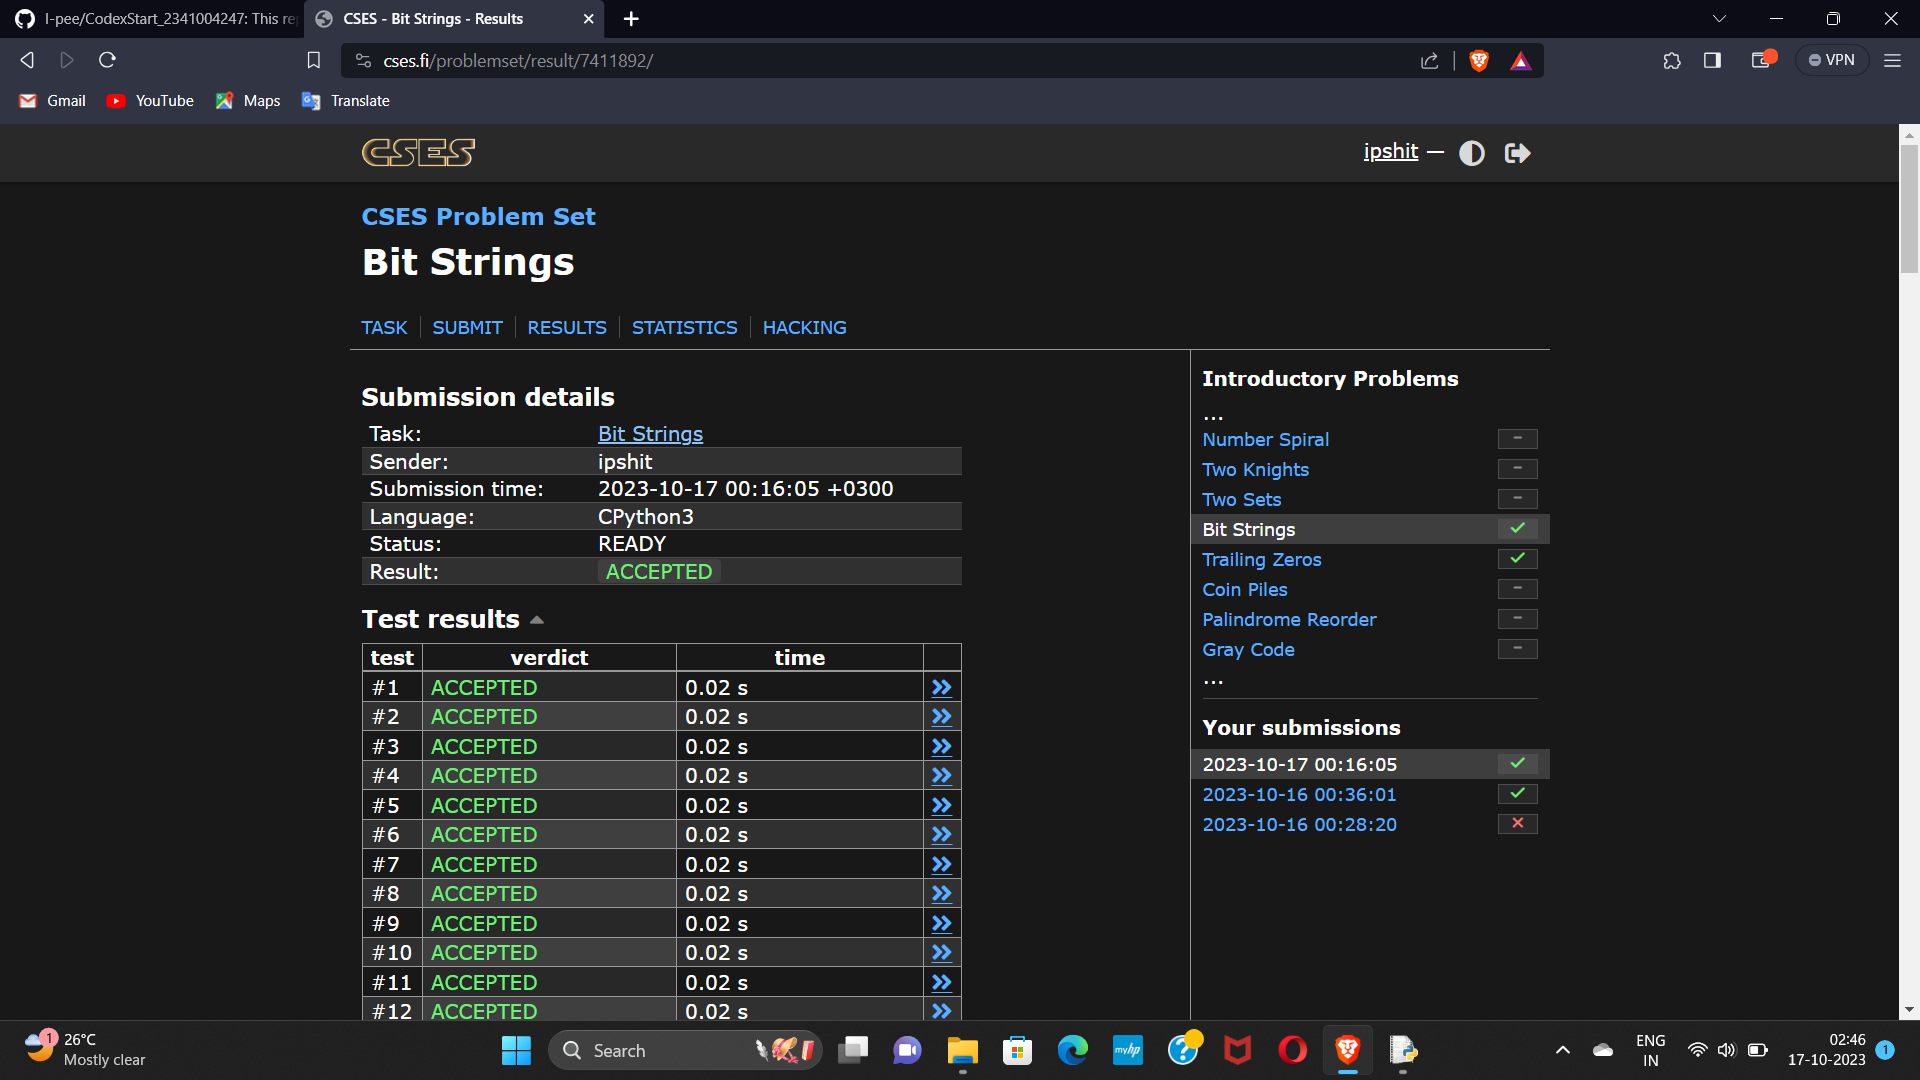 I-pee/CodexStart_2341004247: This re
CSES - Bit Strings - Results
cses.fi/problemset/result/7411892/
VPN
Gmail
YouTube
Maps
Translate
CSES
ipshit —
CSES Problem Set
Bit Strings
TASK
SUBMIT
RESULTS
STATISTICS
HACKING
Submission details
Task: Bit Strings
Sender: ipshit
Submission time: 2023-10-17 00:16:05 +0300
Language: CPython3
Status: READY
Result: ACCEPTED
Test results
test verdict time
#1 ACCEPTED 0.02 s »
#2 ACCEPTED 0.02 s »
#3 ACCEPTED 0.02 s »
#4 ACCEPTED 0.02 s »
#5 ACCEPTED 0.02 s »
#6 ACCEPTED 0.02 s »
#7 ACCEPTED 0.02 s »
#8 ACCEPTED 0.02 s »
#9 ACCEPTED 0.02 s »
#10 ACCEPTED 0.02 s »
#11 ACCEPTED 0.02 s »
#12 ACCEPTED 0.02 s »
Introductory Problems
...
Number Spiral –
Two Knights –
Two Sets –
Bit Strings ✓
Trailing Zeros ✓
Coin Piles –
Palindrome Reorder –
Gray Code –
...
Your submissions
2023-10-17 00:16:05 ✓
2023-10-16 00:36:01 ✓
2023-10-16 00:28:20 ✕
1
26°C
Mostly clear
Search
myhp
ENG
IN
02:46
17-10-2023
1